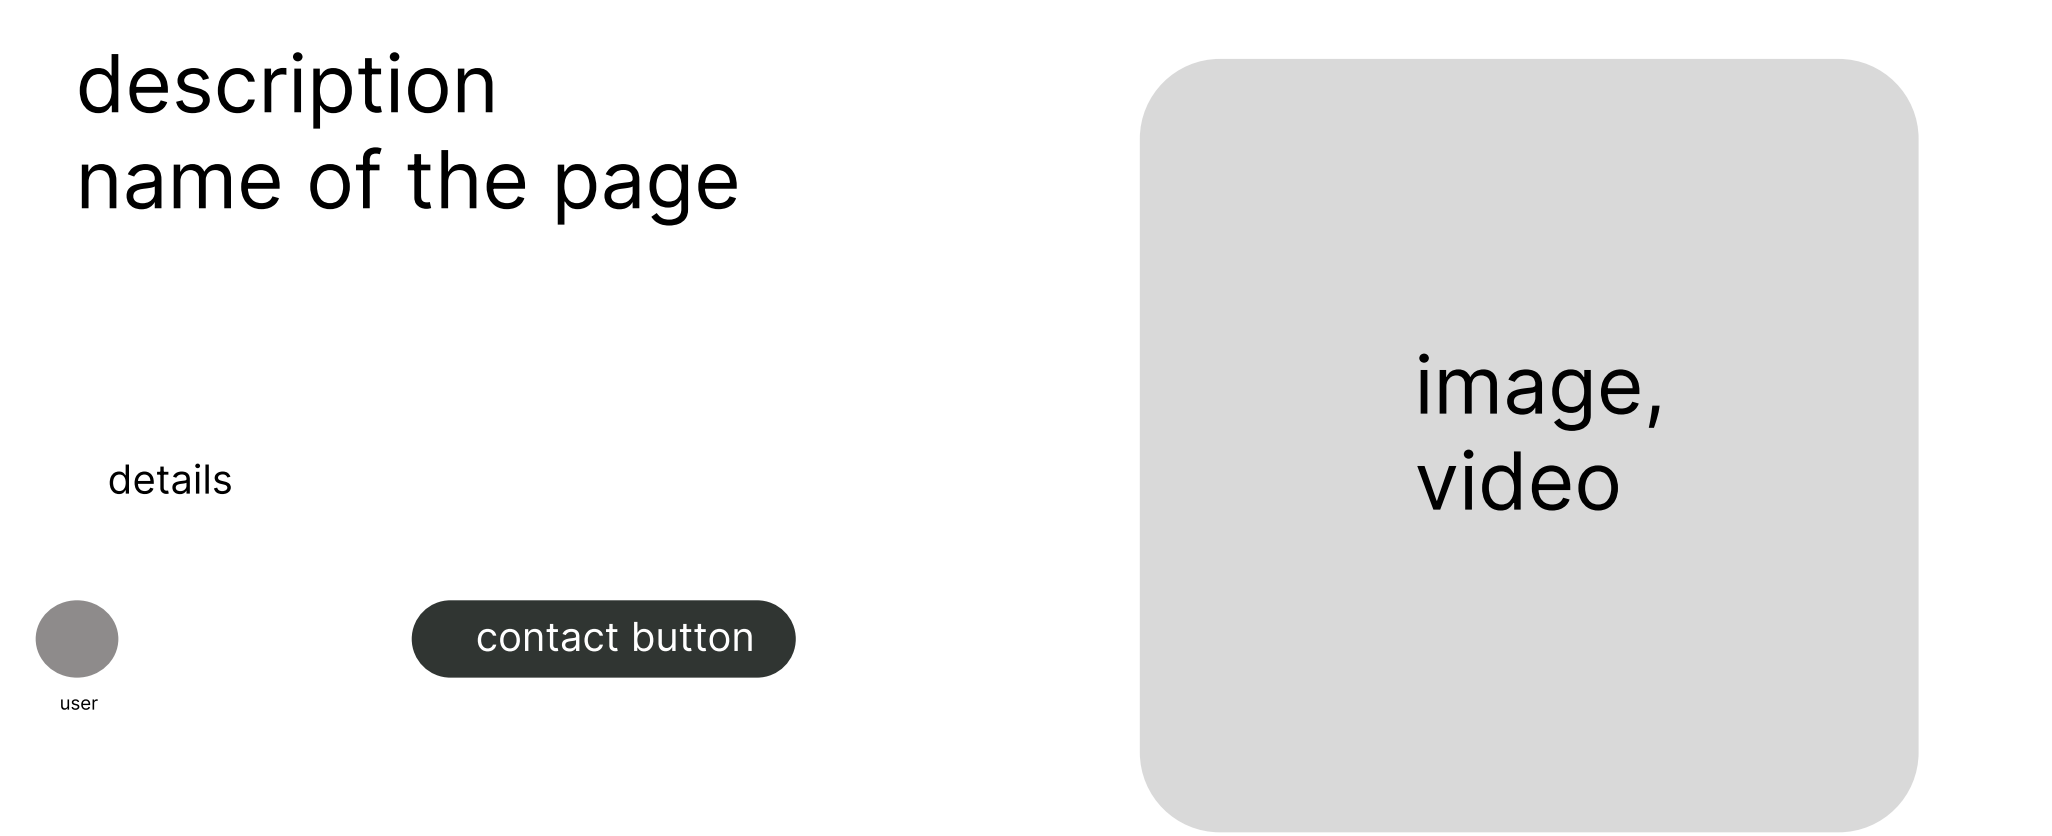 description
name of the page
details
user
contact button
image,
video